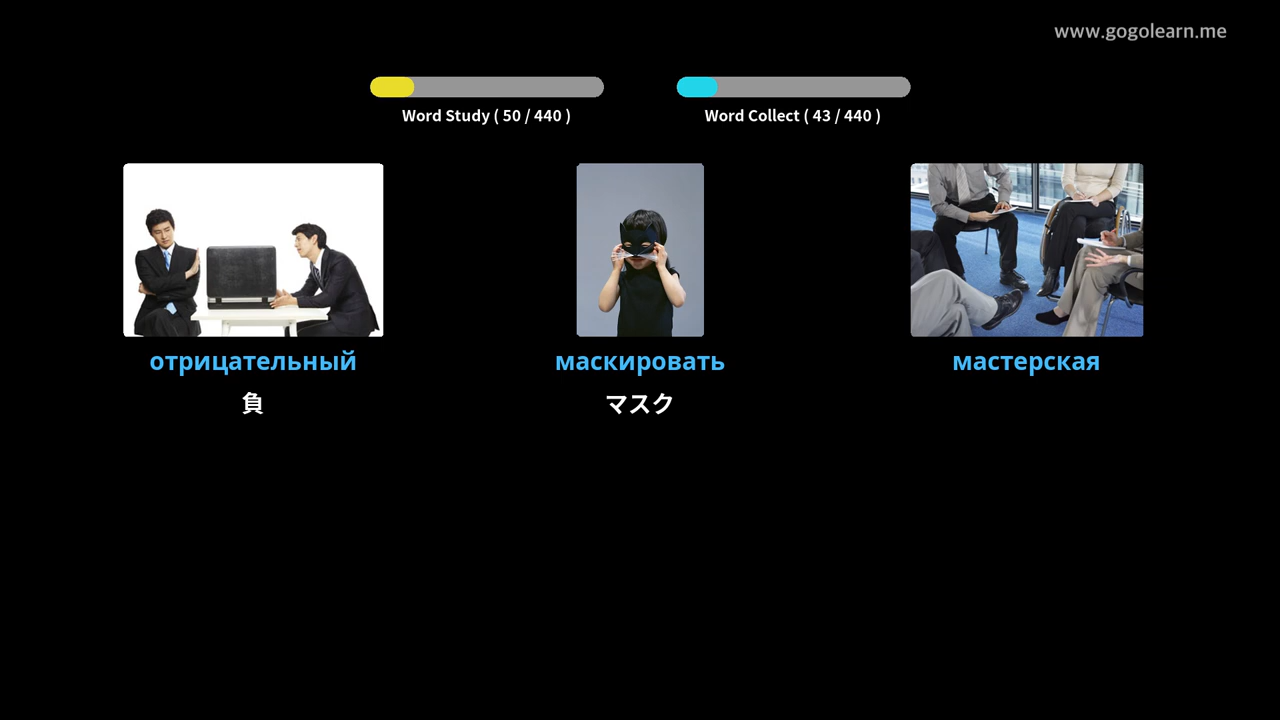 www.gogolearn.me
Word Study ( 50 / 440 )
Word Collect ( 43 / 440 )
отрицательный
маскировать
мастерская
負
マスク